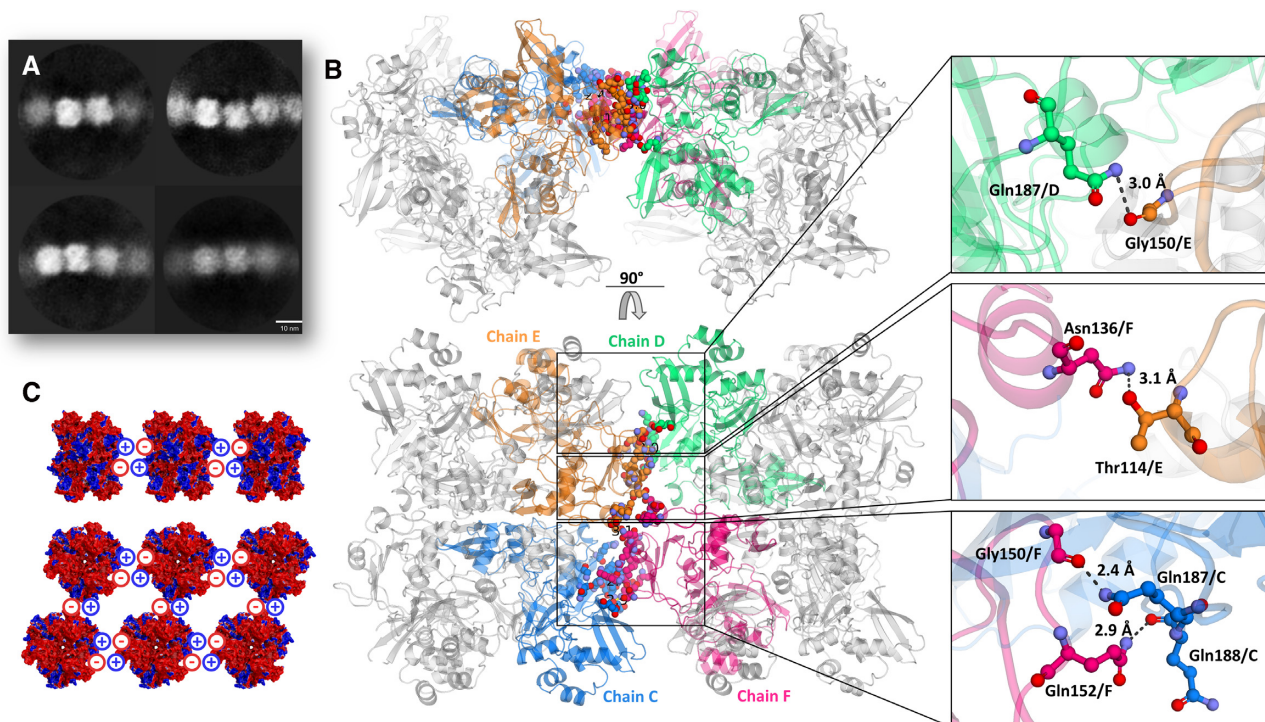 A
10 nm
B
90°
Chain E
Chain D
Chain C
Chain F
Gln187/D
3.0 Å
Gly150/E
Asn136/F
3.1 Å
Thr114/E
Gly150/F
2.4 Å
Gln187/C
2.9 Å
Gln188/C
Gln152/F
C
+ -
- +
+ -
- +
+ -
- +
+ -
- +
- +
- +
- +
+ -
- +
+ -
- +